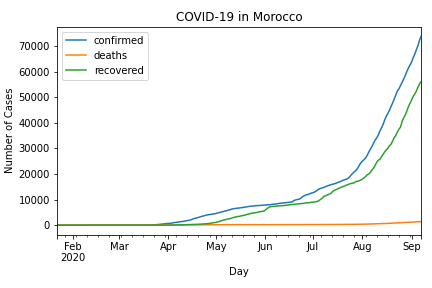 COVID-19 in Morocco
confirmed
deaths
recovered
Number of Cases
70000
60000
50000
40000
30000
20000
10000
0
Feb Mar Apr May Jun Jul Aug Sep
2020
Day